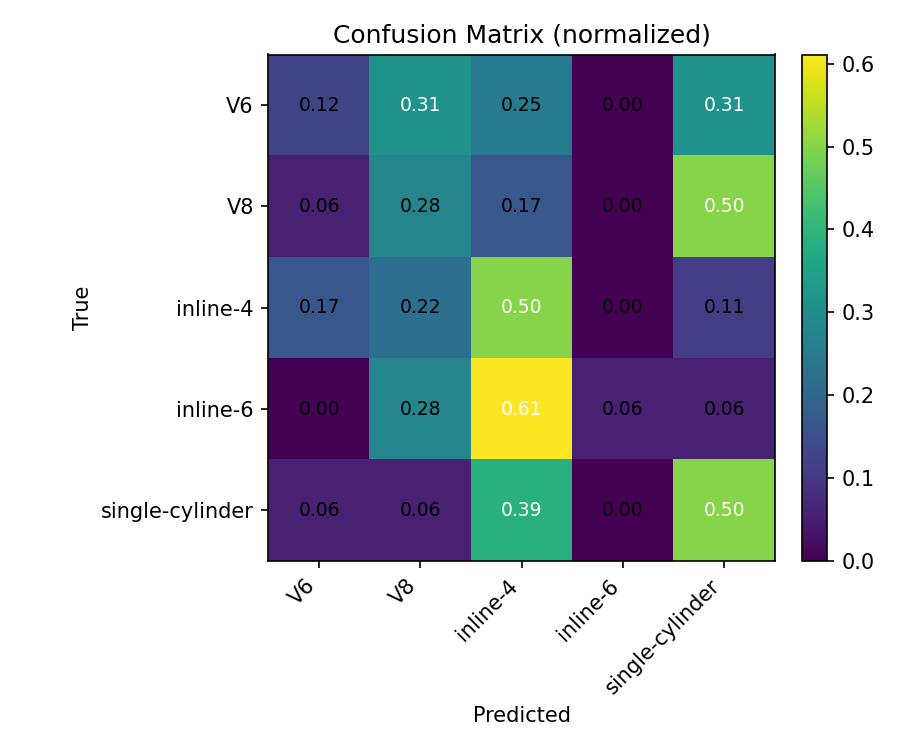 Confusion Matrix (normalized)
True
V6 0.12 0.31 0.25 0.00 0.31
V8 0.06 0.28 0.17 0.00 0.50
inline-4 0.17 0.22 0.50 0.00 0.11
inline-6 0.00 0.28 0.61 0.06 0.06
single-cylinder 0.06 0.06 0.39 0.00 0.50
V6 V8 inline-4 inline-6 single-cylinder
Predicted
0.6
0.5
0.4
0.3
0.2
0.1
0.0